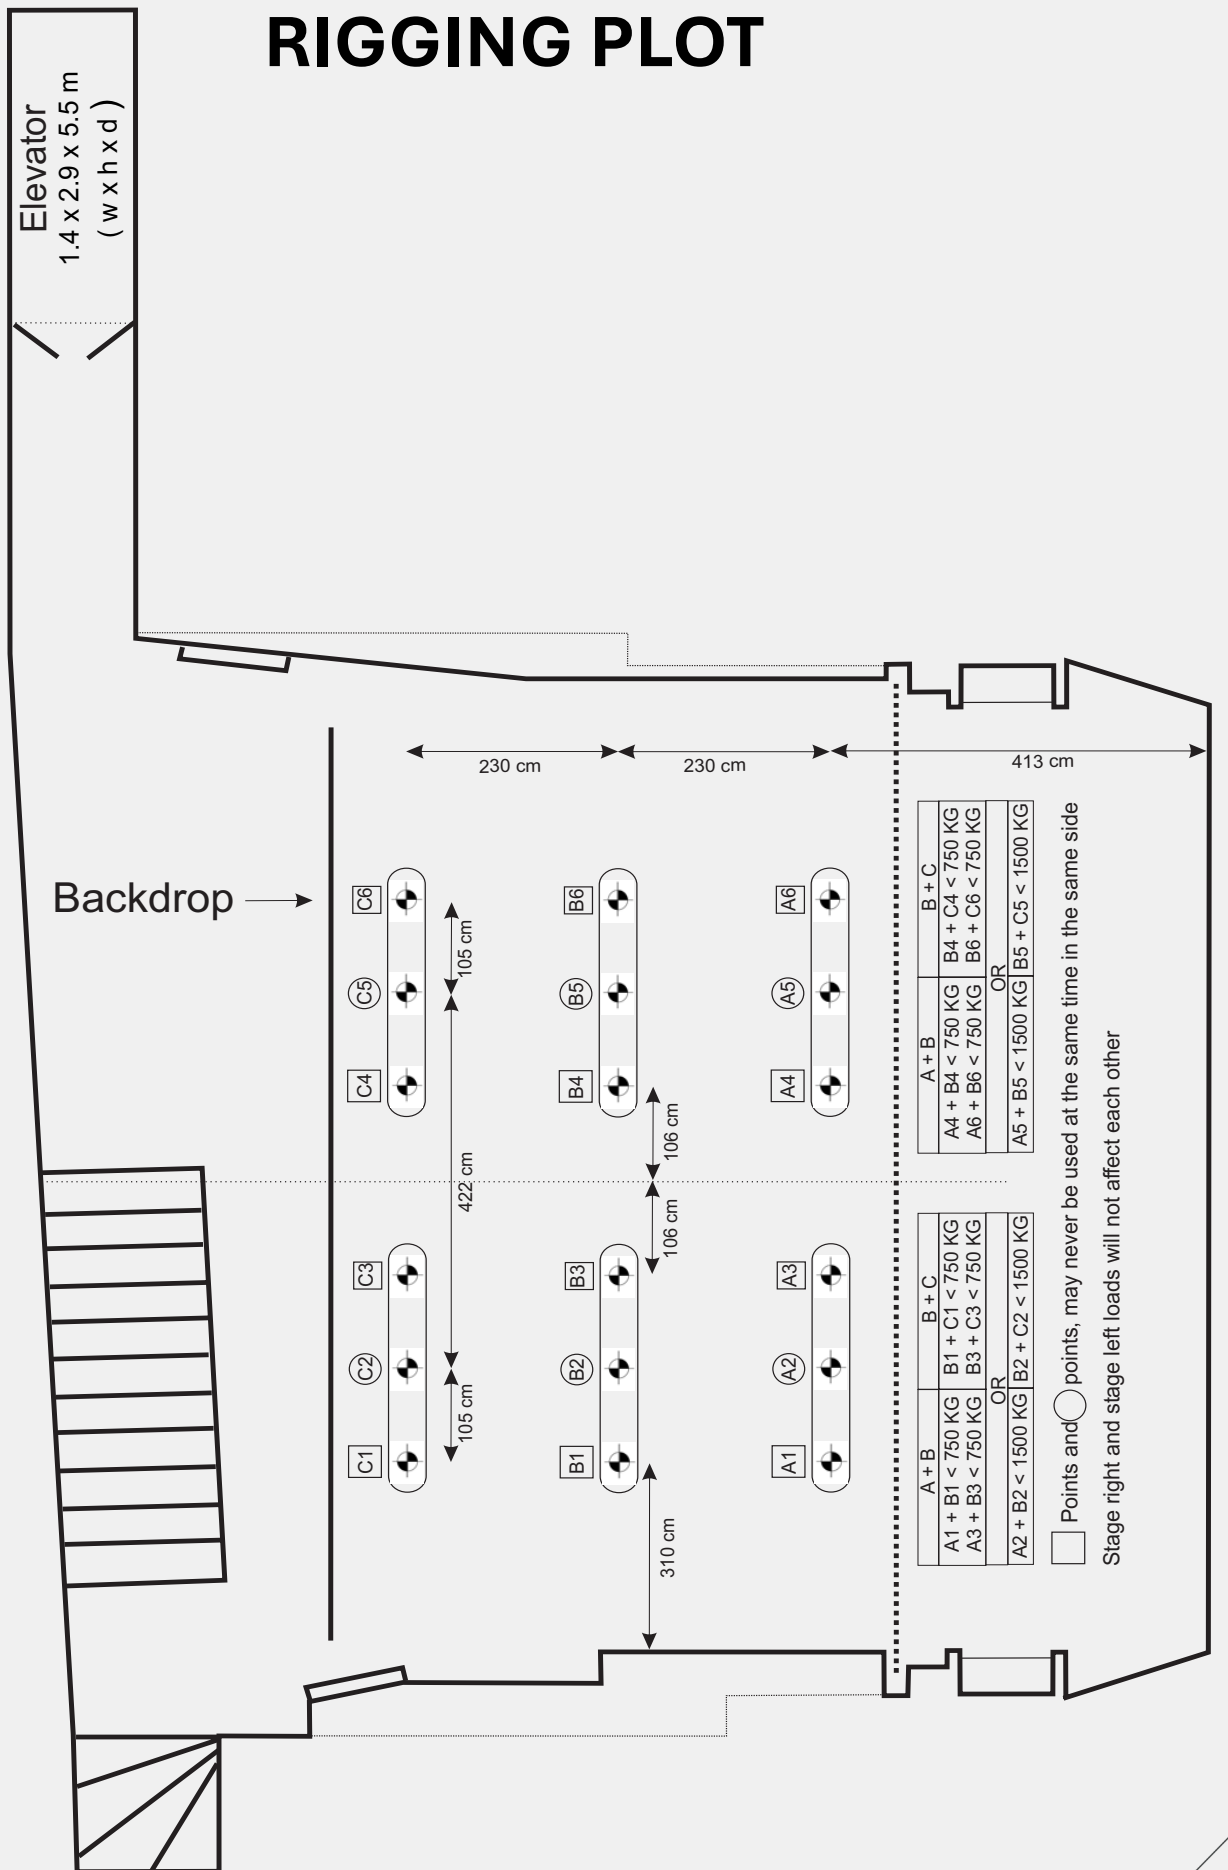 RIGGING PLOT
Elevator
1.4 x 2.9 x 5.5 m
( w x h x d )
230 cm
230 cm
413 cm
Backdrop
C6
B6
A6
105 cm
C5
B5
A5
C4
B4
A4
106 cm
422 cm
106 cm
C3
B3
A3
C2
B2
A2
105 cm
C1
B1
A1
310 cm
A + B
B + C
A4 + B4 < 750 KG
B4 + C4 < 750 KG
A6 + B6 < 750 KG
B6 + C6 < 750 KG
OR
A5 + B5 < 1500 KG
B5 + C5 < 1500 KG
A + B
B + C
A1 + B1 < 750 KG
B1 + C1 < 750 KG
A3 + B3 < 750 KG
B3 + C3 < 750 KG
OR
A2 + B2 < 1500 KG
B2 + C2 < 1500 KG
Points and points, may never be used at the same time in the same side
Stage right and stage left loads will not affect each other